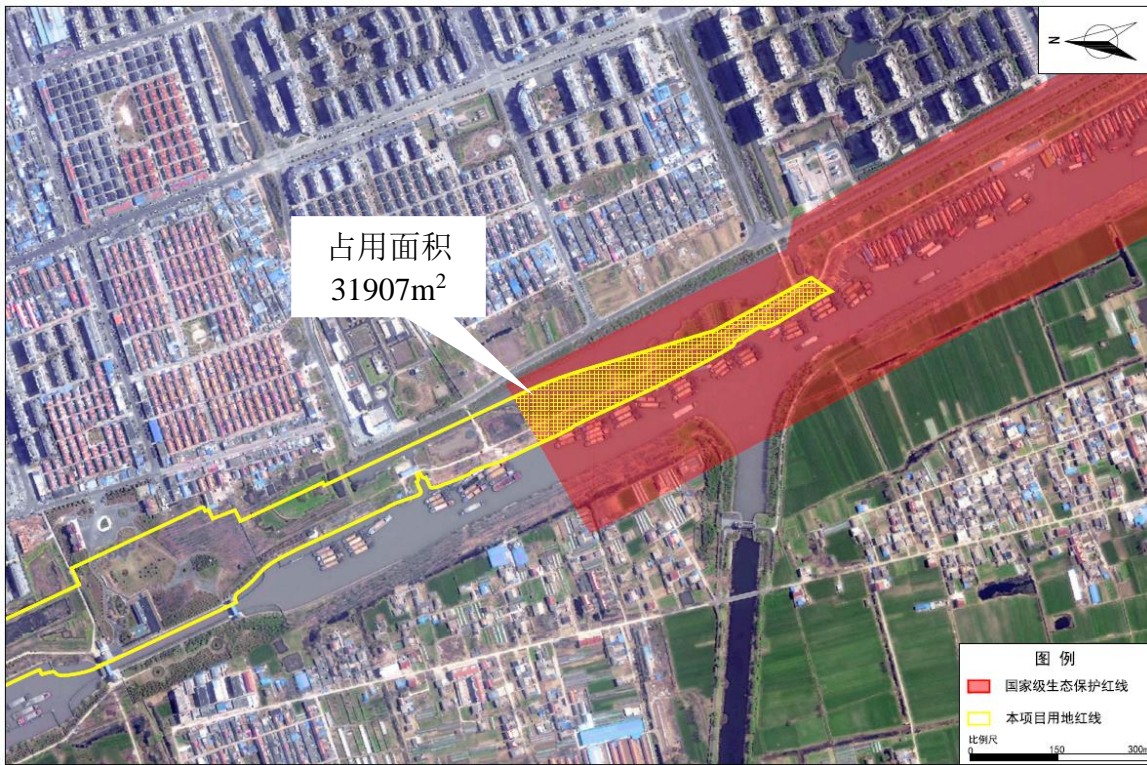 N
占用面积
31907m²
图 例
国家级生态保护红线
本项目用地红线
比例尺
0 150 300m